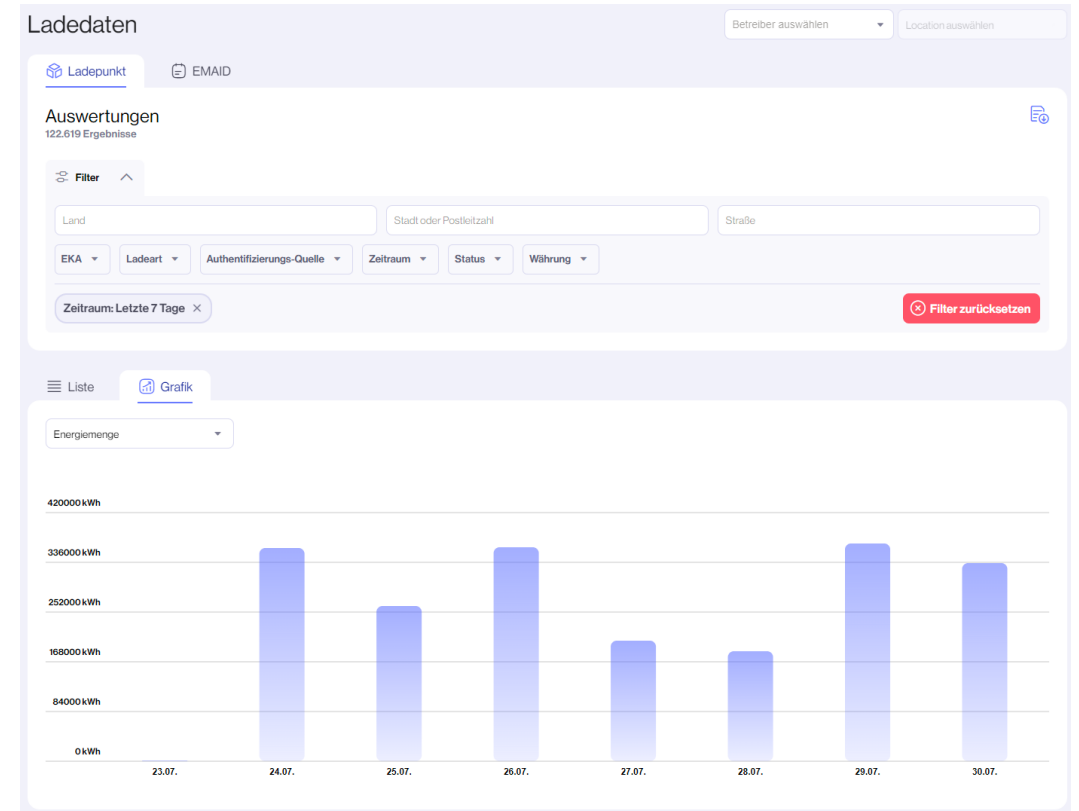 Ladedaten
Betreiber auswählen
Location auswählen
Ladepunkt
EMAID
Auswertungen
122.619 Ergebnisse
Filter
Land
Stadt oder Postleitzahl
Straße
EKA
Ladeart
Authentifizierungs-Quelle
Zeitraum
Status
Währung
Zeitraum: Letzte 7 Tage
Filter zurücksetzen
Liste
Grafik
Energiemenge
420000 kWh
336000 kWh
252000 kWh
168000 kWh
84000 kWh
0 kWh
23.07. 24.07. 25.07. 26.07. 27.07. 28.07. 29.07. 30.07.